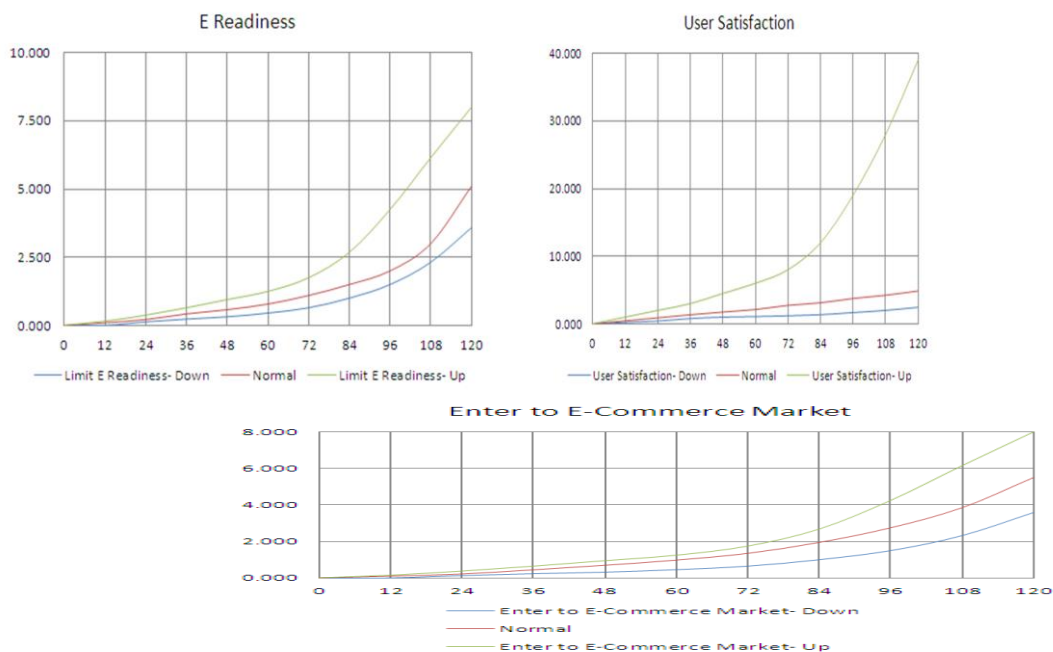 E Readiness
10.000
7.500
5.000
2.500
0.000
0 12 24 36 48 60 72 84 96 108 120
Limit E Readiness- Down Normal Limit E Readiness- Up
User Satisfaction
40.000
30.000
20.000
10.000
0.000
0 12 24 36 48 60 72 84 96 108 120
User Satisfaction- Down Normal User Satisfaction- Up
Enter to E-Commerce Market
8.000
6.000
4.000
2.000
0.000
0 12 24 36 48 60 72 84 96 108 120
Enter to E-Commerce Market- Down
Normal
Enter to E-Commerce Market- Up